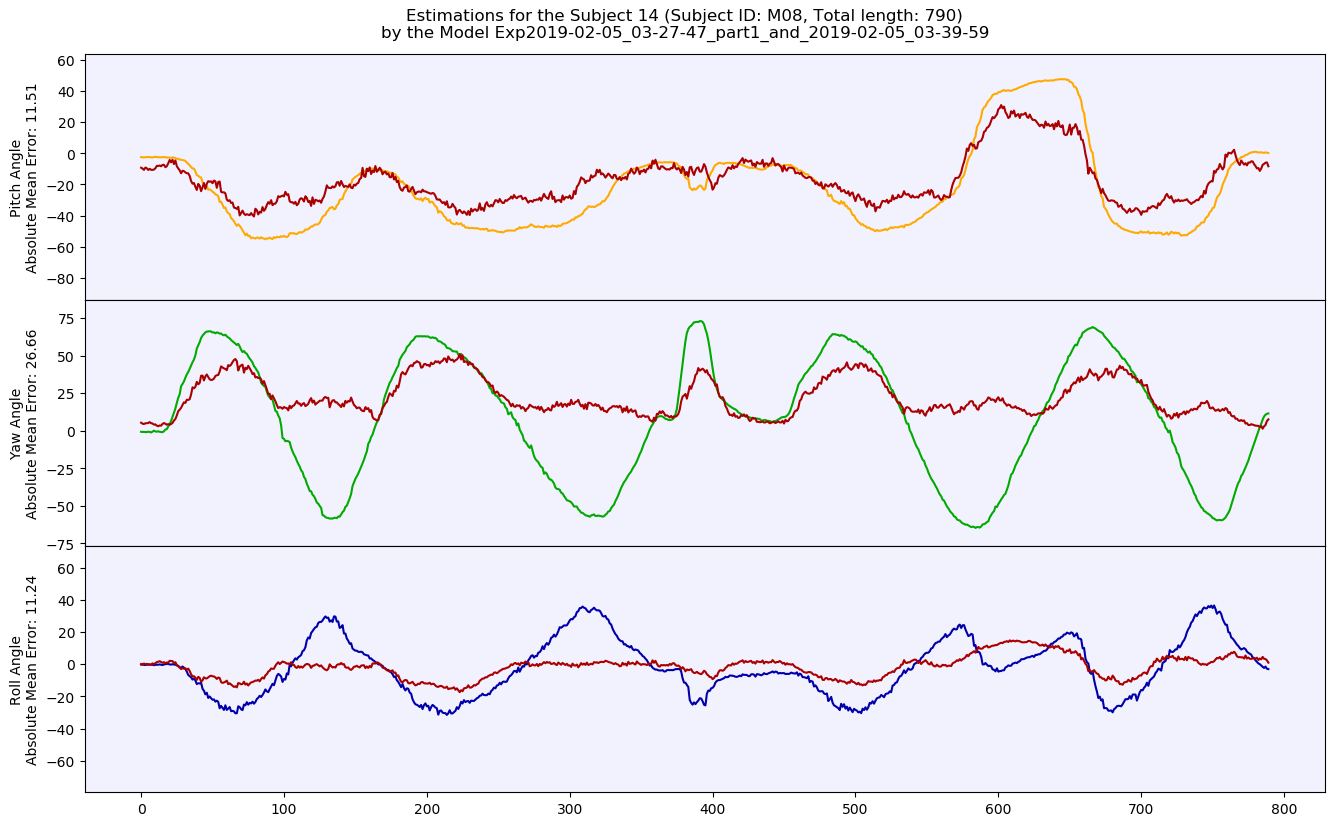 Estimations for the Subject 14 (Subject ID: M08, Total length: 790)
by the Model Exp2019-02-05_03-27-47_part1_and_2019-02-05_03-39-59
Pitch Angle
Absolute Mean Error: 11.51
60
40
20
0
−20
−40
−60
−80
Yaw Angle
Absolute Mean Error: 26.66
75
50
25
0
−25
−50
−75
Roll Angle
Absolute Mean Error: 11.24
60
40
20
0
−20
−40
−60
0 100 200 300 400 500 600 700 800